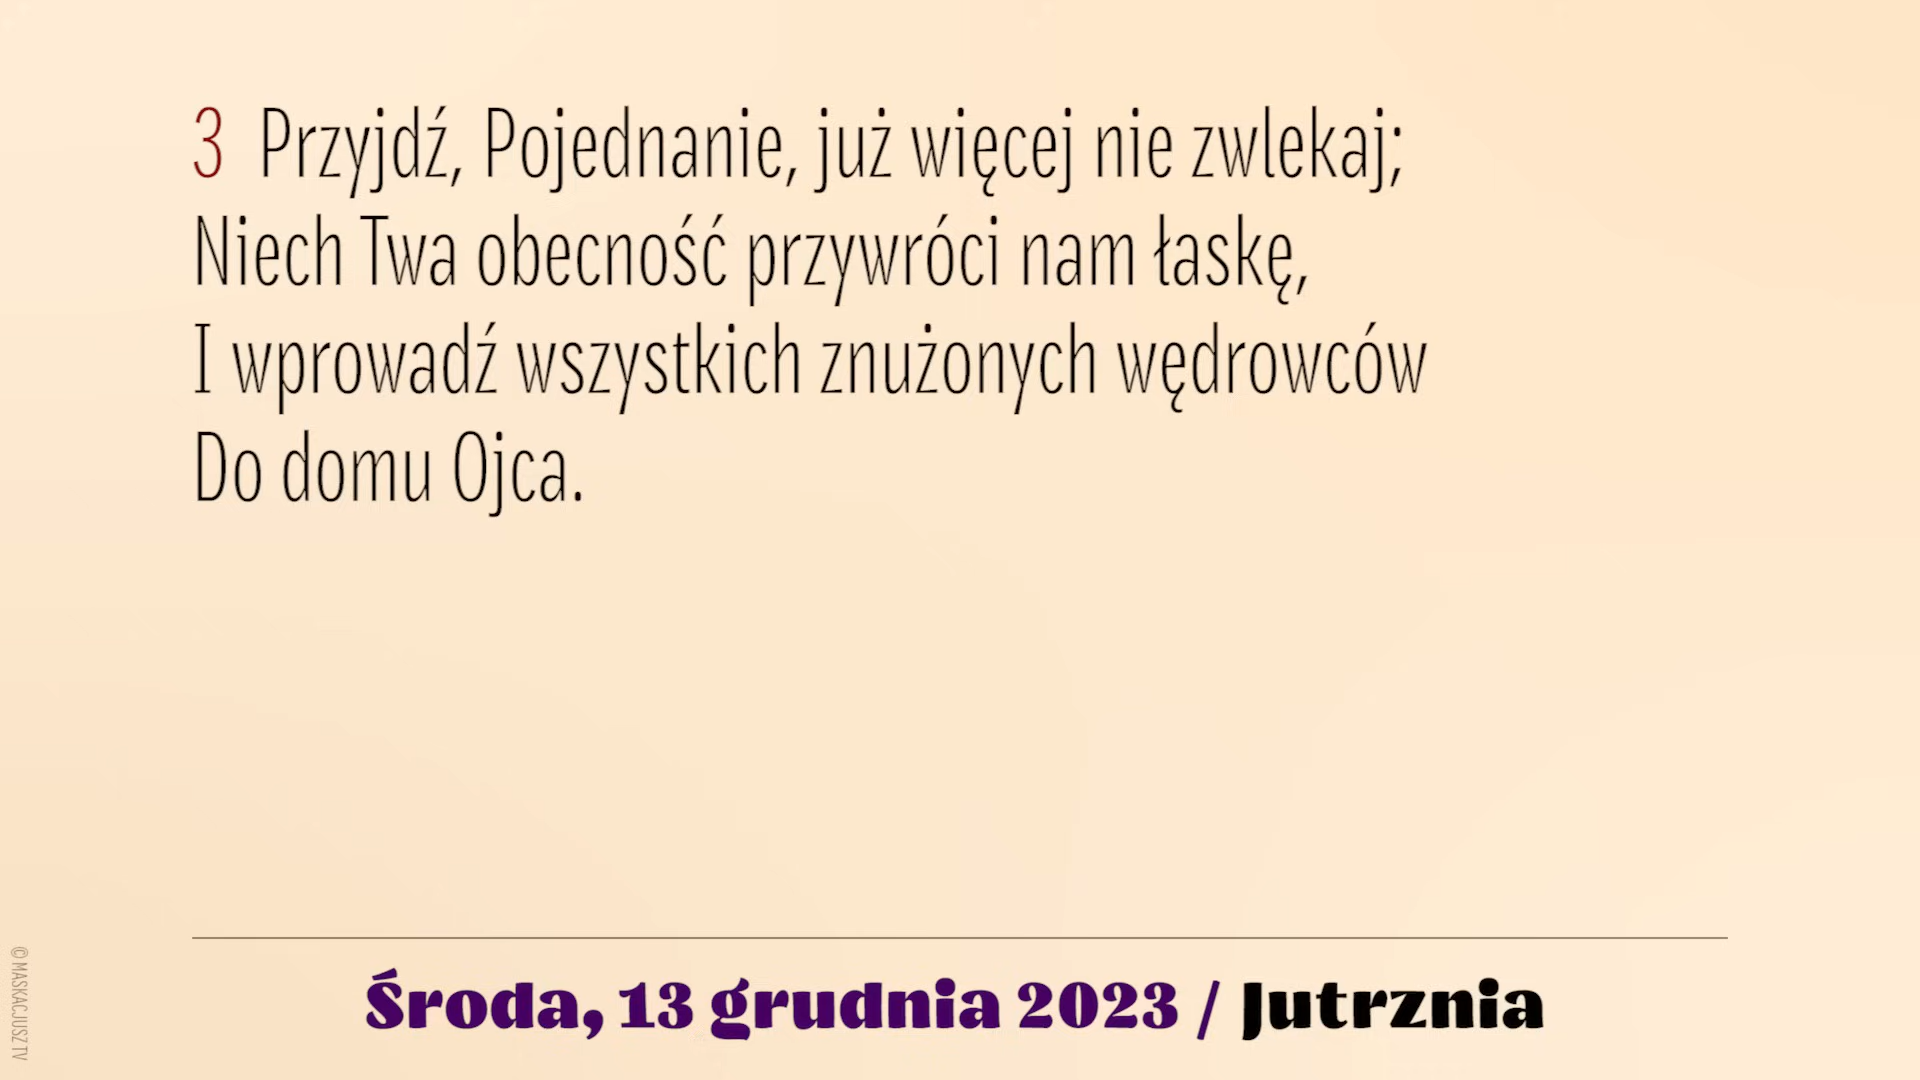 3 Przyjdź, Pojednanie, już więcej nie zwlekaj;
Niech Twa obecność przywróci nam łaskę,
I wprowadź wszystkich znużonych wędrowców
Do domu Ojca.
Środa, 13 grudnia 2023 / Jutrznia
© MASKACJUSZ TV